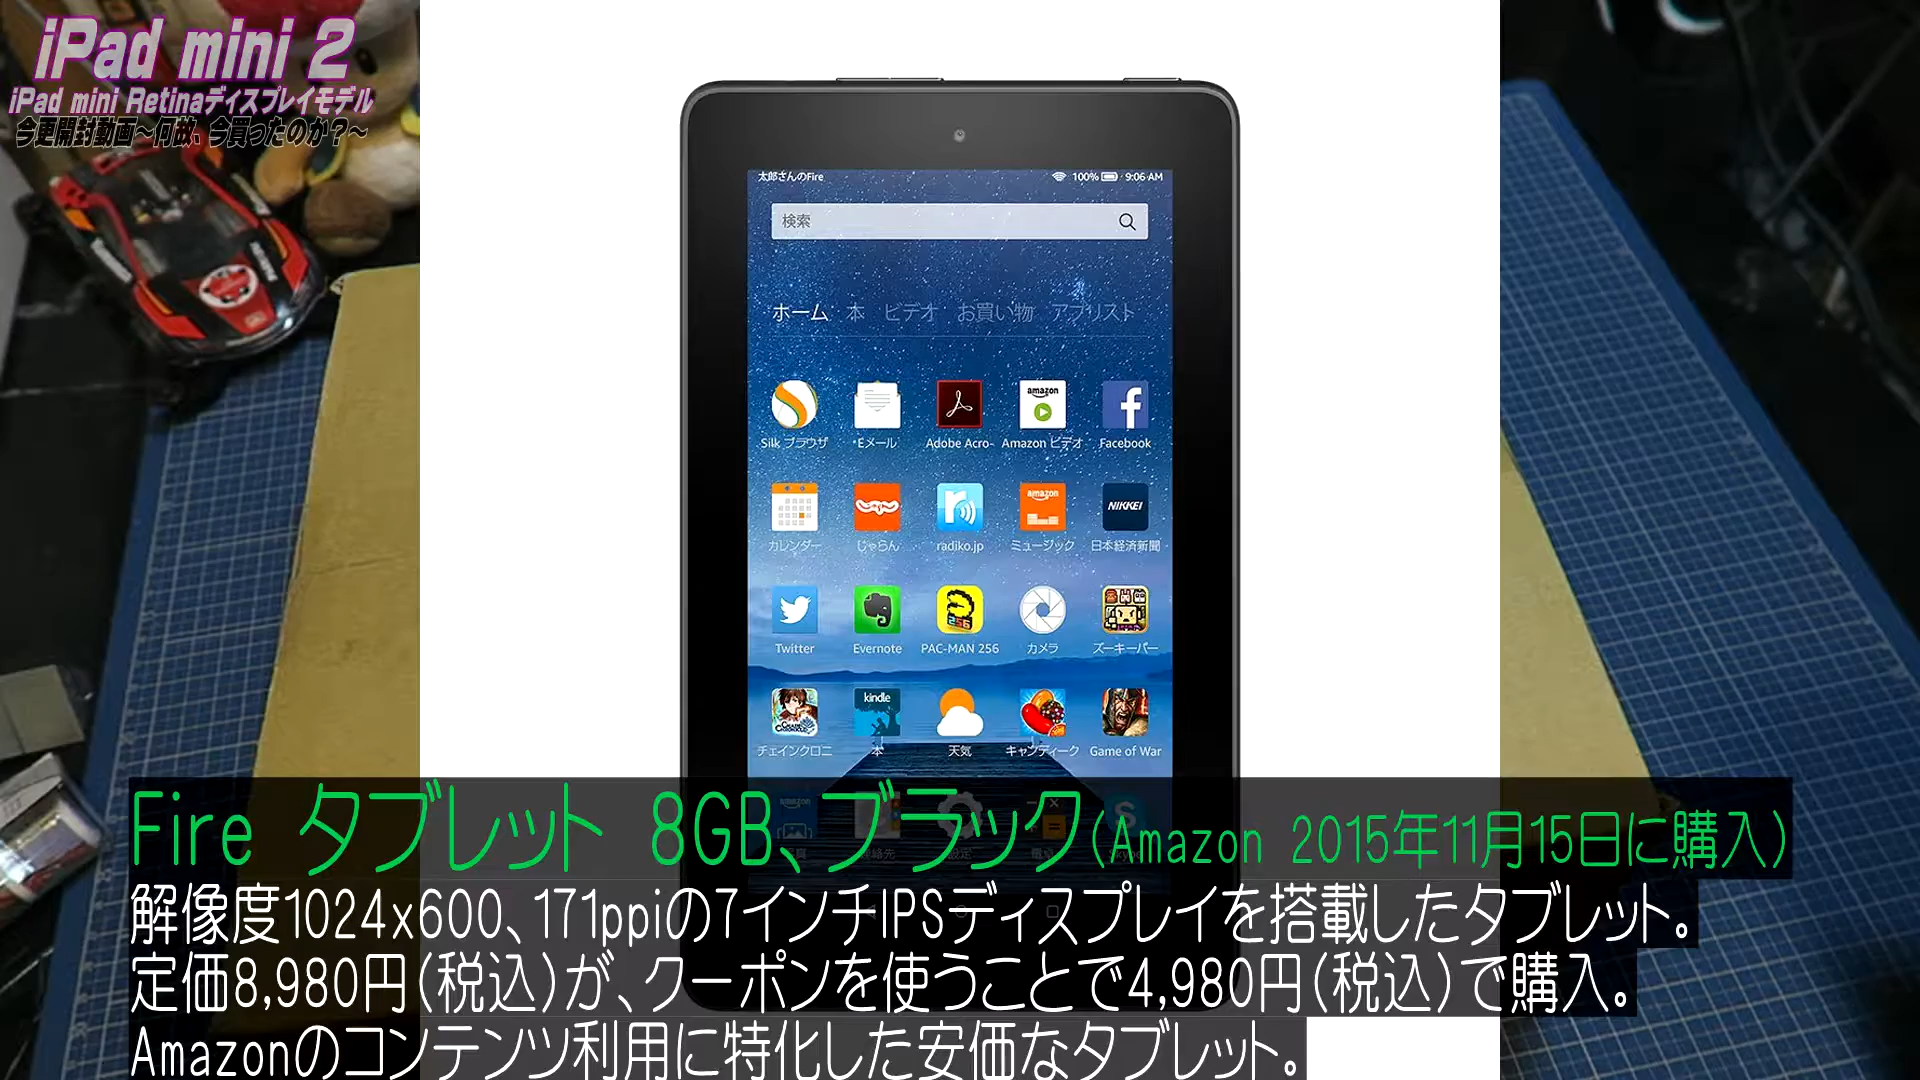 iPad mini 2
iPad mini Retinaディスプレイモデル
今更開封動画～何故、今買ったのか？～
太郎さんのFire 100% 9:06 AM
検索
ホーム 本 ビデオ お買い物 アプリスト
amazon
Silk ブラウザ Eメール Adobe Acro- Amazon ビデオ Facebook
amazon NIKKEI
カレンダー じゃらん radiko.jp ミュージック 日本経済新聞
256
Twitter Evernote PAC-MAN 256 カメラ ズーキーパー
kindle
チェインクロニ 本 天気 キャンディーク Game of War
amazon
Fire タブレット 8GB、ブラック(Amazon 2015年11月15日に購入)
解像度1024x600、171ppiの7インチIPSディスプレイを搭載したタブレット。
定価8,980円(税込)が、クーポンを使うことで4,980円(税込)で購入。
Amazonのコンテンツ利用に特化した安価なタブレット。